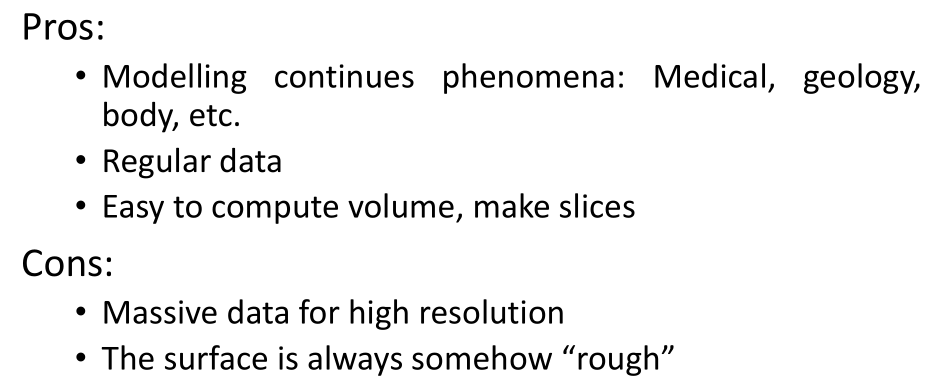 Pros:
• Modelling continues phenomena: Medical, geology,
body, etc.
• Regular data
• Easy to compute volume, make slices
Cons:
• Massive data for high resolution
• The surface is always somehow “rough”